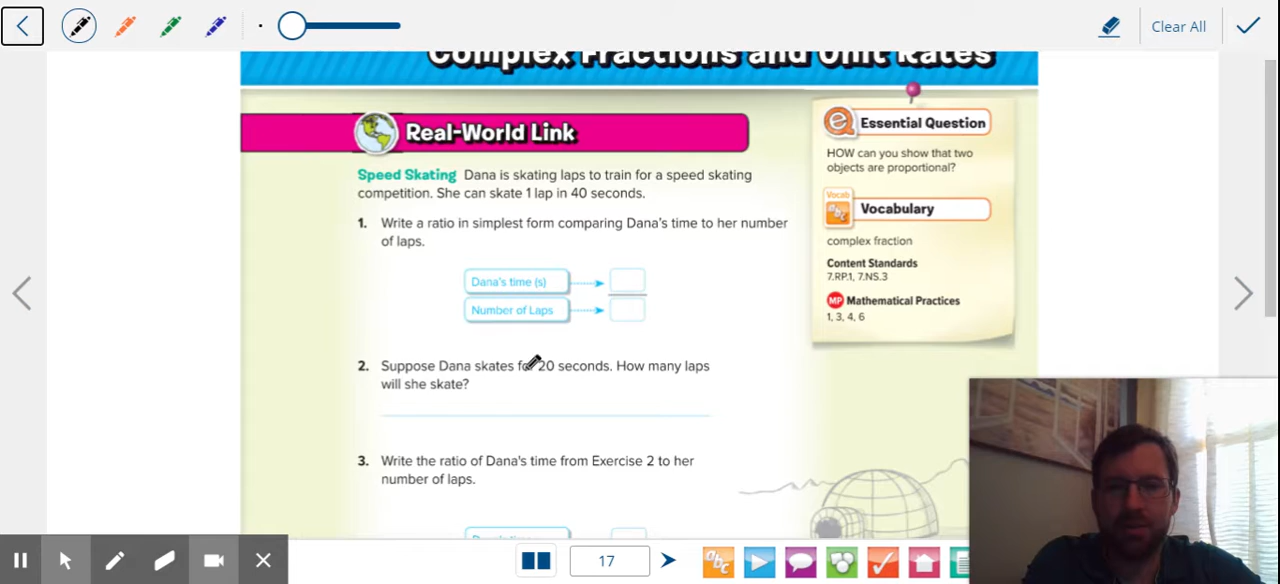 Clear All
Complex Fractions and Unit Rates
Real-World Link
Speed Skating Dana is skating laps to train for a speed skating
competition. She can skate 1 lap in 40 seconds.
1. Write a ratio in simplest form comparing Dana's time to her number
of laps.
Dana's time (s)
Number of Laps
2. Suppose Dana skates for 20 seconds. How many laps
will she skate?
3. Write the ratio of Dana's time from Exercise 2 to her
number of laps.
e Essential Question
HOW can you show that two
objects are proportional?
Vocab
abc Vocabulary
complex fraction
Content Standards
7.RP.1, 7.NS.3
MP Mathematical Practices
1, 3, 4, 6
17
abc